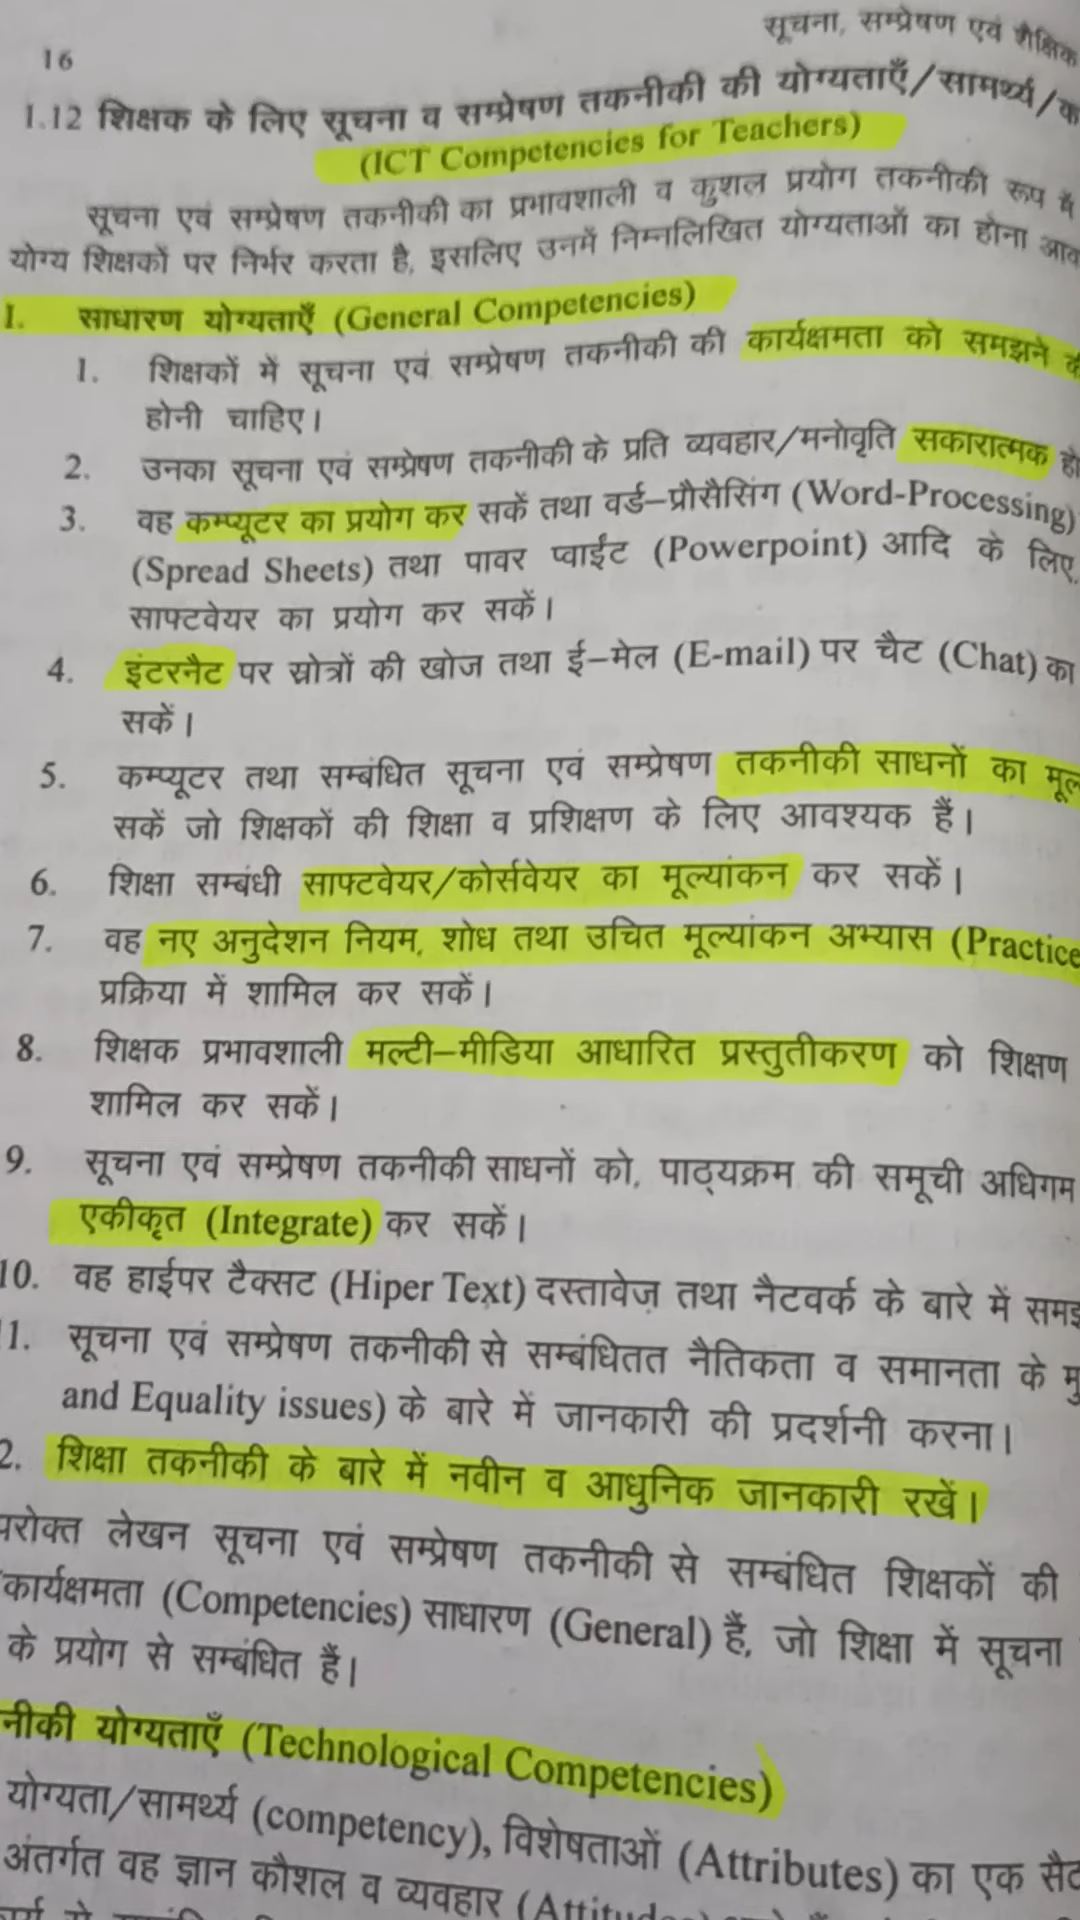 सूचना, सम्प्रेषण एवं शैक्षिक
16
1.12 शिक्षक के लिए सूचना व सम्प्रेषण तकनीकी की योग्यताएँ/सामर्थ्य/
(ICT Competencies for Teachers)
सूचना एवं सम्प्रेषण तकनीकी का प्रभावशाली व कुशल प्रयोग तकनीकी रूप में
योग्य शिक्षकों पर निर्भर करता है, इसलिए उनमें निम्नलिखित योग्यताओं का होना आव
I. साधारण योग्यताएँ (General Competencies)
1. शिक्षकों में सूचना एवं सम्प्रेषण तकनीकी की कार्यक्षमता को समझने
होनी चाहिए।
2. उनका सूचना एवं सम्प्रेषण तकनीकी के प्रति व्यवहार/मनोवृति सकारात्मक हो
3. वह कम्प्यूटर का प्रयोग कर सकें तथा वर्ड–प्रौसैसिंग (Word-Processing)
(Spread Sheets) तथा पावर प्वाईंट (Powerpoint) आदि के लिए
साफ्टवेयर का प्रयोग कर सकें।
4. इंटरनैट पर स्रोत्रों की खोज तथा ई–मेल (E-mail) पर चैट (Chat) का
सकें।
5. कम्प्यूटर तथा सम्बंधित सूचना एवं सम्प्रेषण तकनीकी साधनों का मूल
सकें जो शिक्षकों की शिक्षा व प्रशिक्षण के लिए आवश्यक हैं।
6. शिक्षा सम्बंधी साफ्टवेयर/कोर्सवेयर का मूल्यांकन कर सकें।
7. वह नए अनुदेशन नियम, शोध तथा उचित मूल्यांकन अभ्यास (Practice
प्रक्रिया में शामिल कर सकें।
8. शिक्षक प्रभावशाली मल्टी–मीडिया आधारित प्रस्तुतीकरण को शिक्षण
शामिल कर सकें।
9. सूचना एवं सम्प्रेषण तकनीकी साधनों को, पाठ्यक्रम की समूची अधिगम
एकीकृत (Integrate) कर सकें।
10. वह हाईपर टैक्सट (Hiper Text) दस्तावेज़ तथा नैटवर्क के बारे में समझ
11. सूचना एवं सम्प्रेषण तकनीकी से सम्बंधितत नैतिकता व समानता के मु
and Equality issues) के बारे में जानकारी की प्रदर्शनी करना।
2. शिक्षा तकनीकी के बारे में नवीन व आधुनिक जानकारी रखें।
परोक्त लेखन सूचना एवं सम्प्रेषण तकनीकी से सम्बंधित शिक्षकों की
कार्यक्षमता (Competencies) साधारण (General) हैं, जो शिक्षा में सूचना
के प्रयोग से सम्बंधित हैं।
नीकी योग्यताएँ (Technological Competencies)
योग्यता/सामर्थ्य (competency), विशेषताओं (Attributes) का एक सैट
अंतर्गत वह ज्ञान कौशल व व्यवहार (Attitudes)